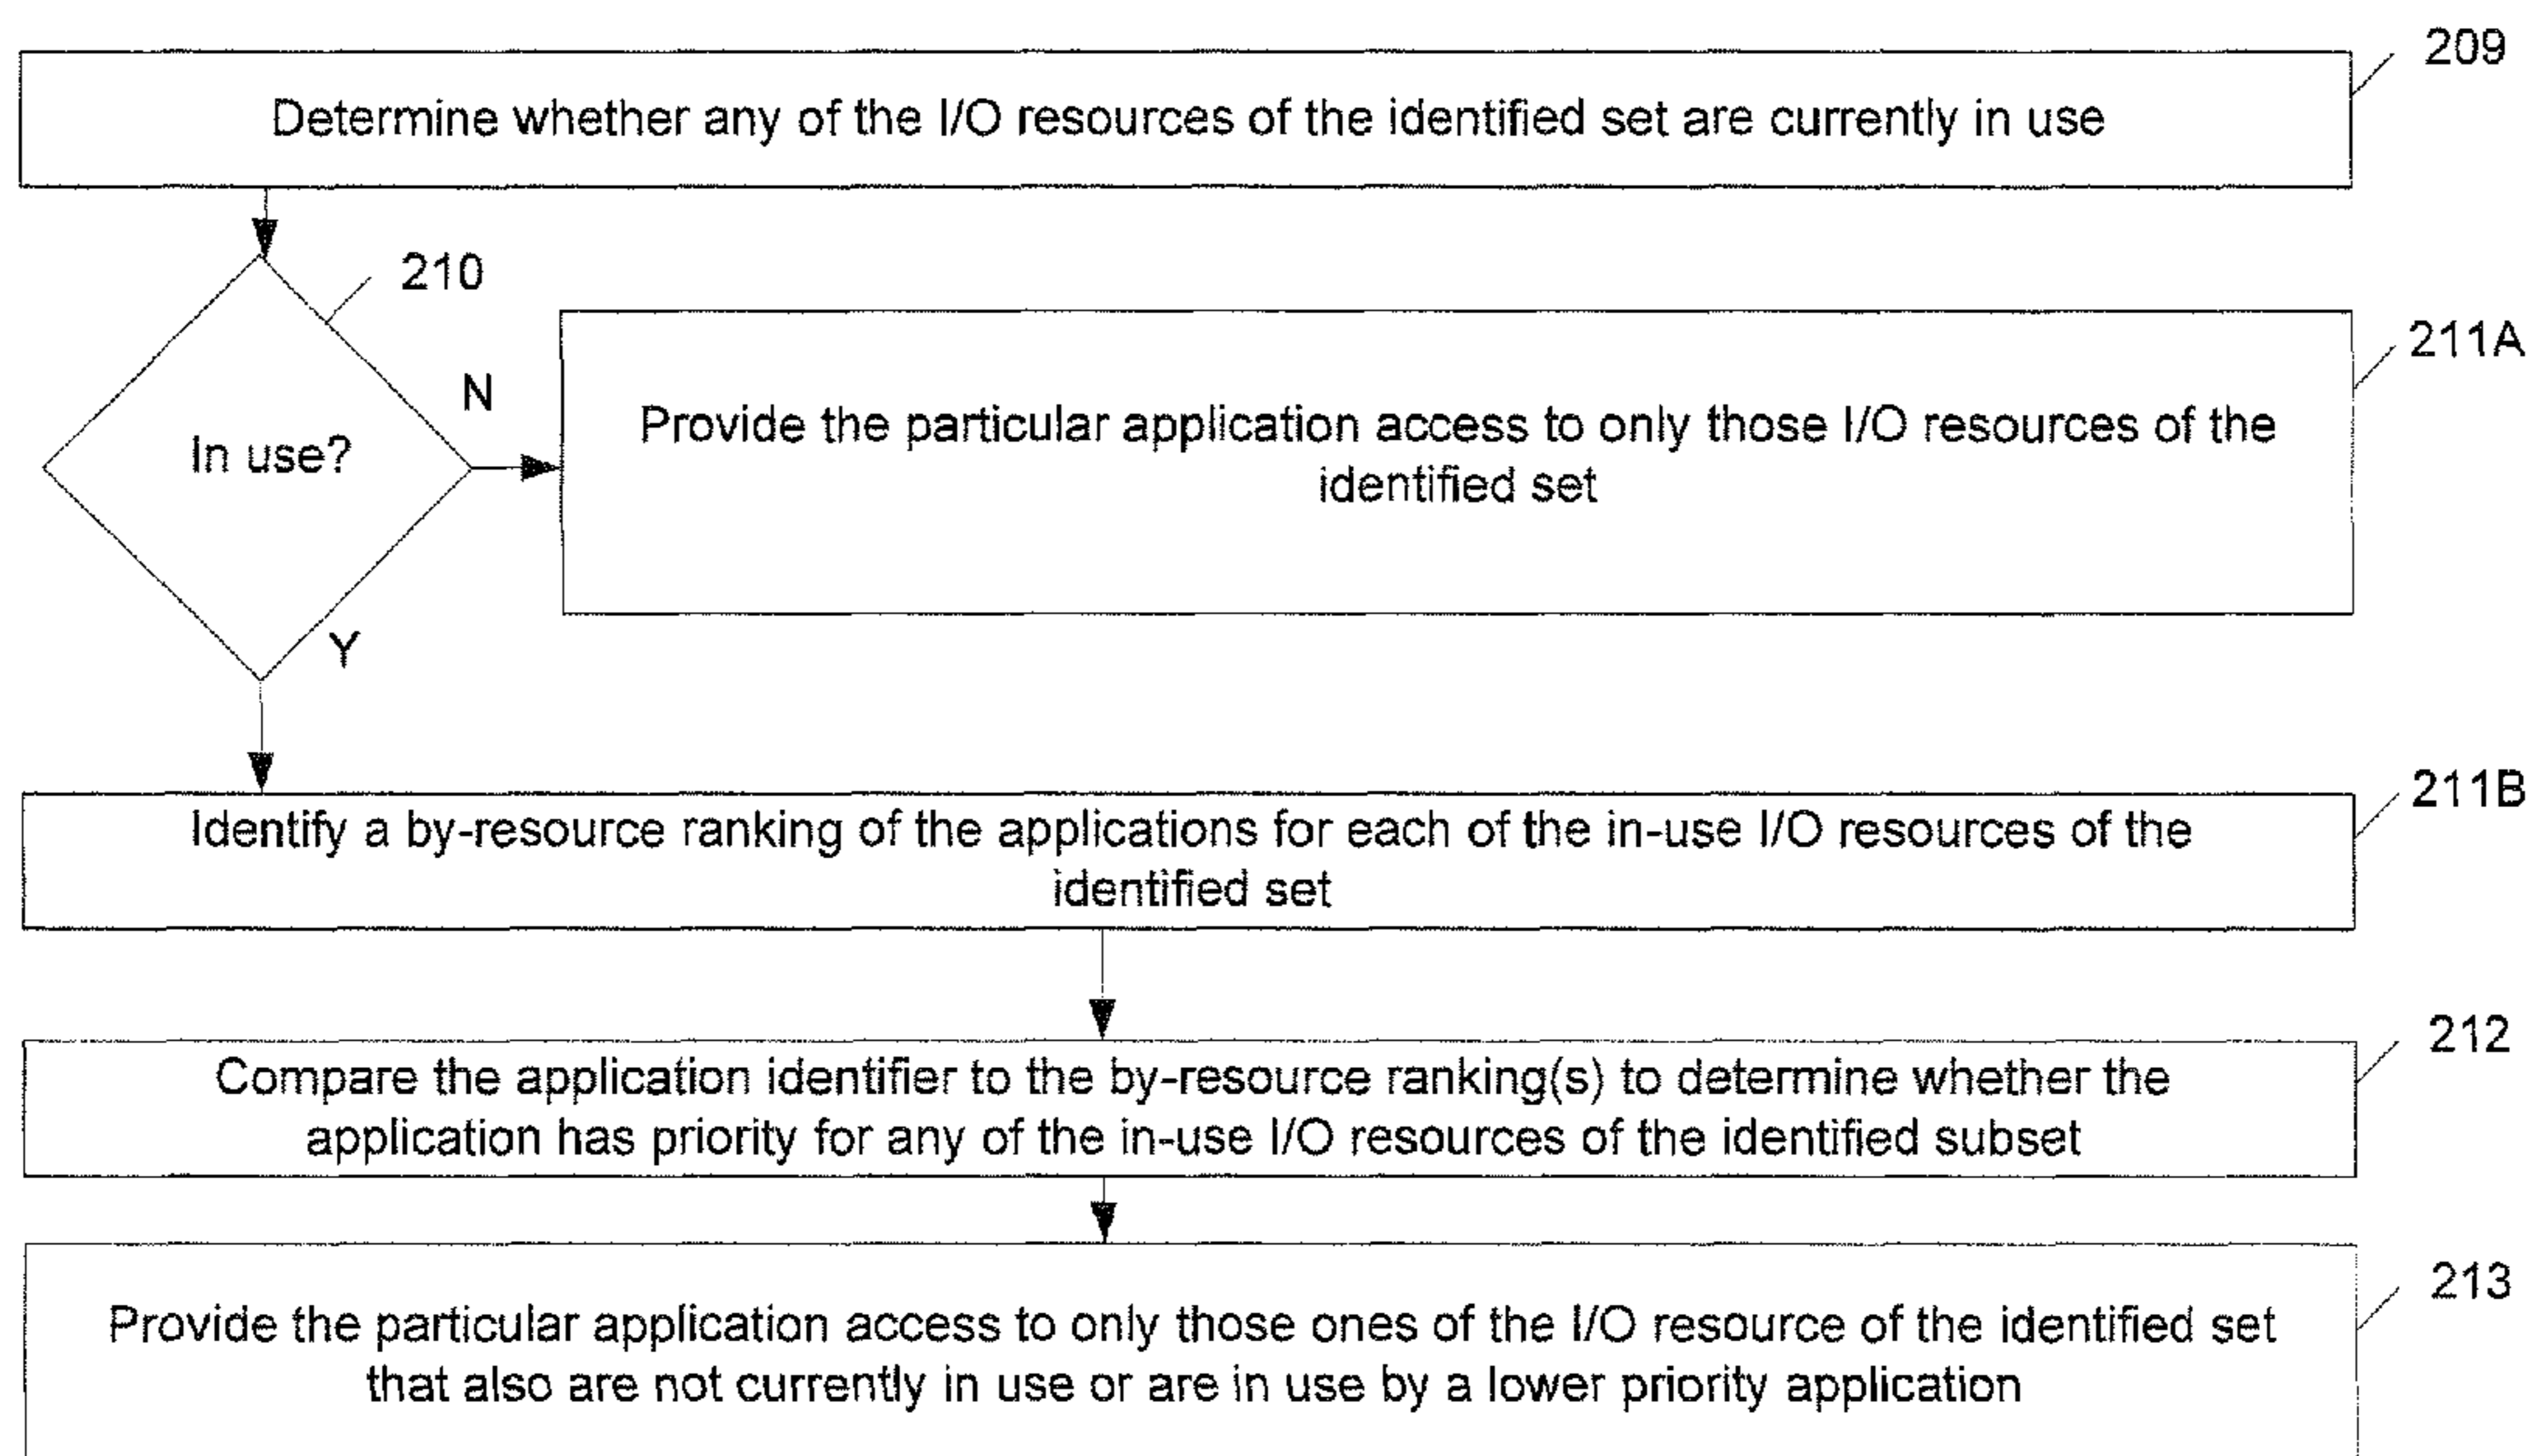 209
Determine whether any of the I/O resources of the identified set are currently in use
210
In use?
N
211A
Provide the particular application access to only those I/O resources of the
identified set
Y
211B
Identify a by-resource ranking of the applications for each of the in-use I/O resources of the
identified set
212
Compare the application identifier to the by-resource ranking(s) to determine whether the
application has priority for any of the in-use I/O resources of the identified subset
213
Provide the particular application access to only those ones of the I/O resource of the identified set
that also are not currently in use or are in use by a lower priority application